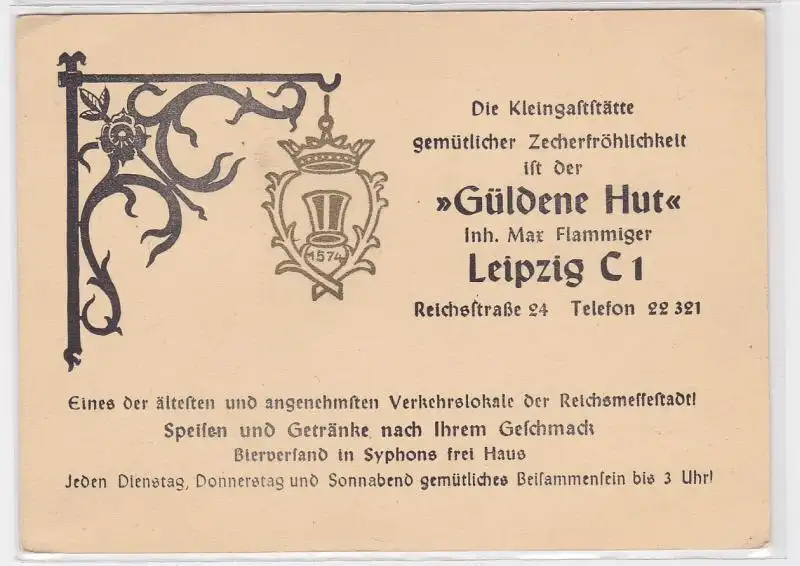 1574
Die Kleingaſtſtätte
gemütlicher Zecherfröhlichkeit
iſt der
»Güldene Hut«
Inh. Max Flammiger
Leipzig C 1
Reichsſtraße 24 Telefon 22 321
Eines der älteſten und angenehmſten Verkehrslokale der Reichsmeſſeſtadt!
Speiſen und Getränke nach Ihrem Geſchmack
Bierverſand in Syphons frei Haus
Jeden Dienstag, Donnerstag und Sonnabend gemütliches Beiſammenſein bis 3 Uhr!